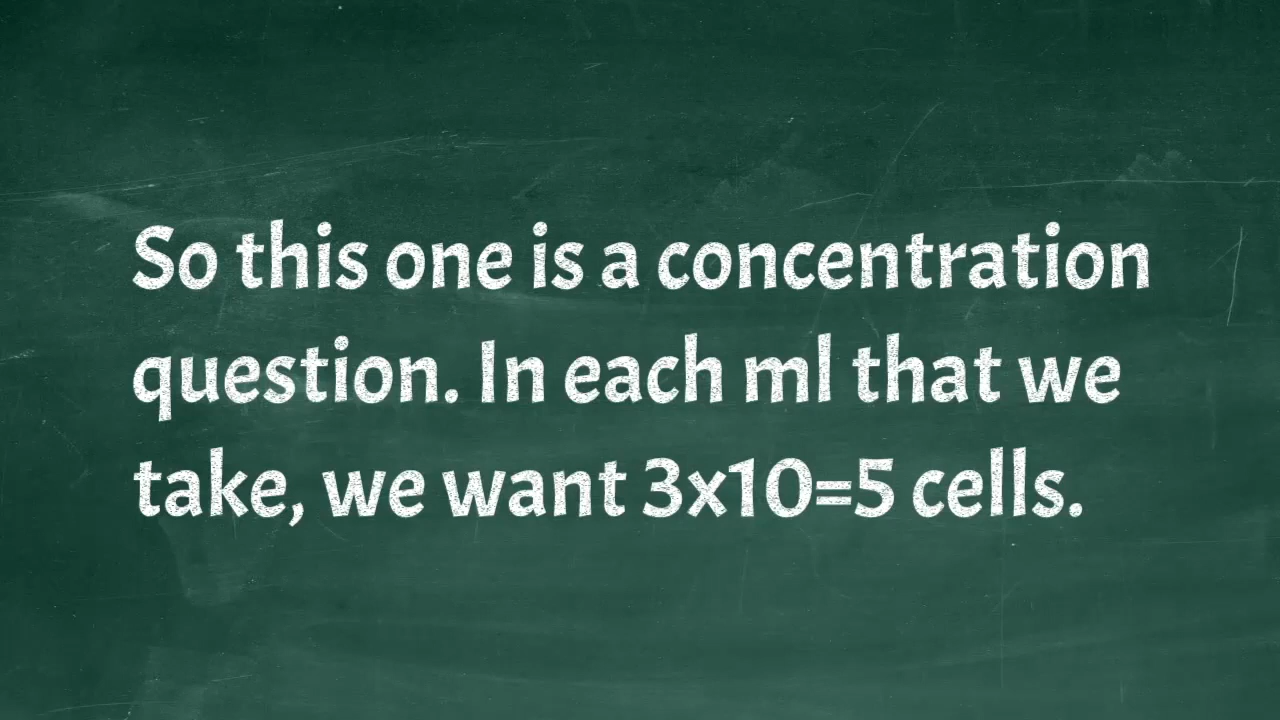 So this one is a concentration
question. In each ml that we
take, we want 3x10=5 cells.